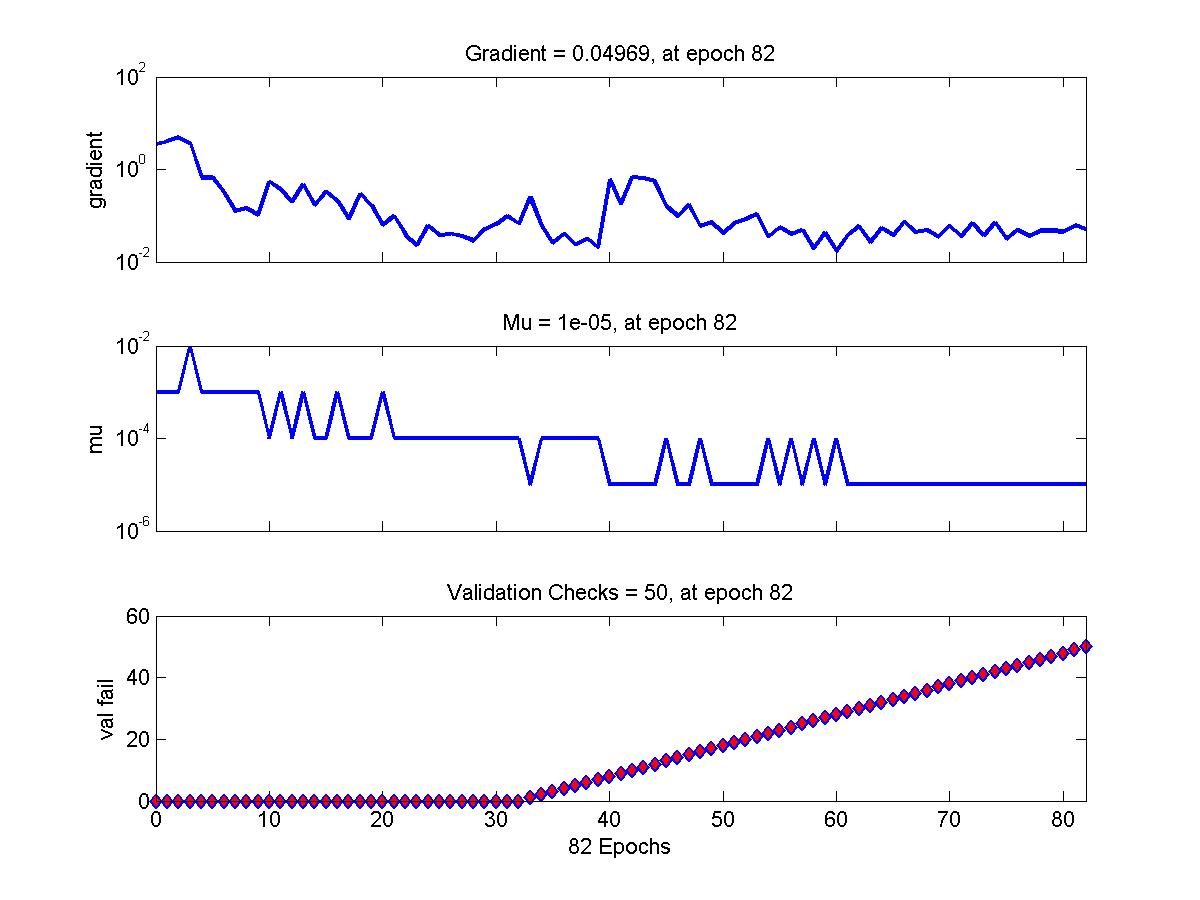 Gradient = 0.04969, at epoch 82
10^2
10^0
10^-2
gradient
Mu = 1e-05, at epoch 82
10^-2
10^-4
10^-6
mu
Validation Checks = 50, at epoch 82
60
40
20
0
val fail
0 10 20 30 40 50 60 70 80
82 Epochs